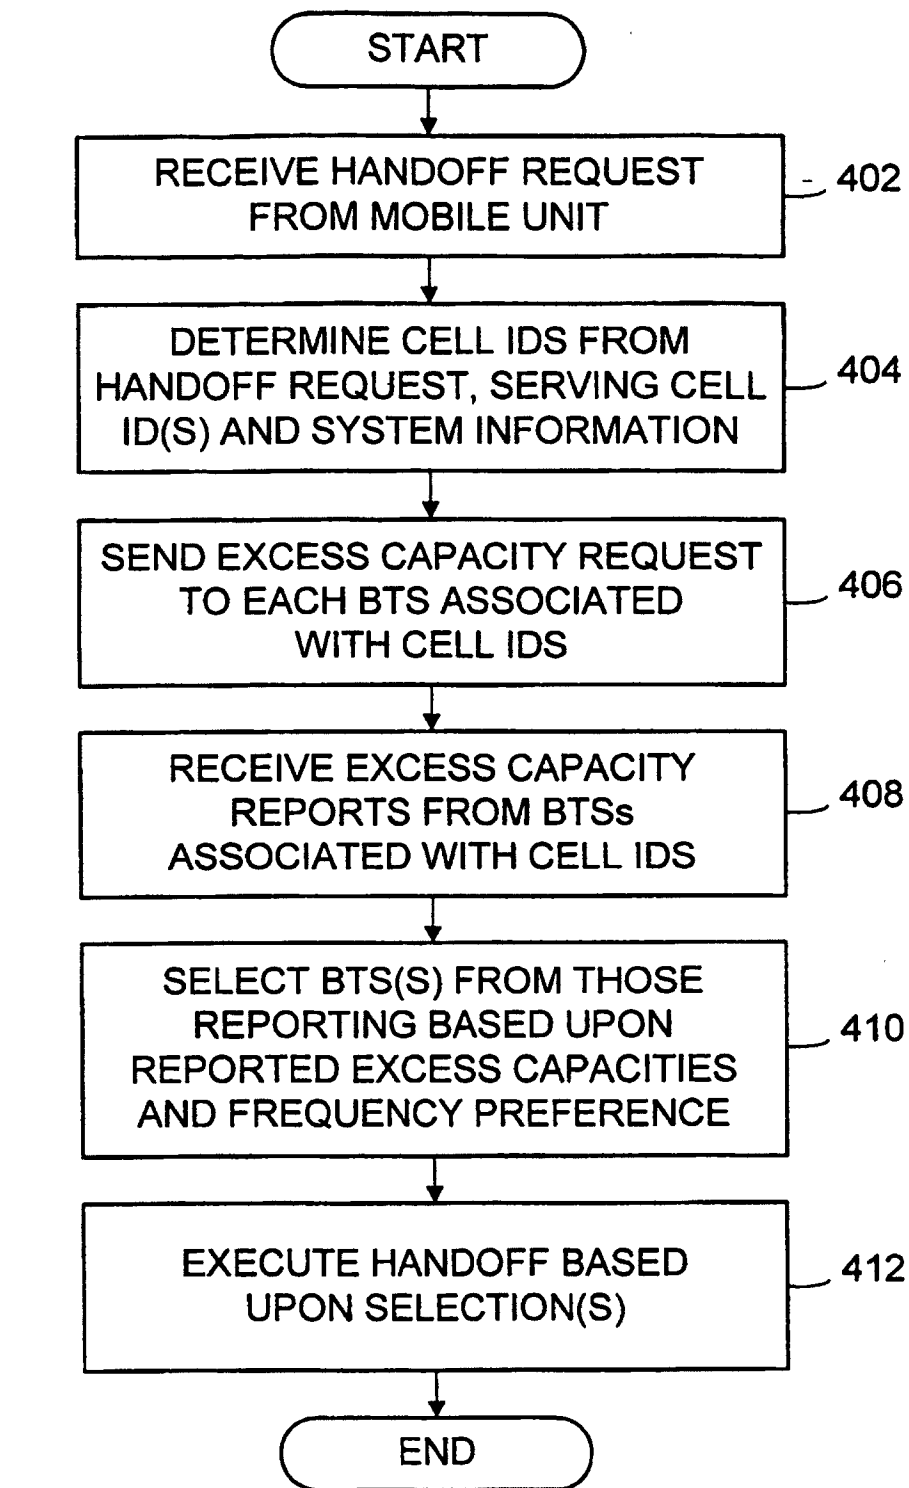 START
RECEIVE HANDOFF REQUEST
FROM MOBILE UNIT
402
DETERMINE CELL IDS FROM
HANDOFF REQUEST, SERVING CELL
ID(S) AND SYSTEM INFORMATION
404
SEND EXCESS CAPACITY REQUEST
TO EACH BTS ASSOCIATED
WITH CELL IDS
406
RECEIVE EXCESS CAPACITY
REPORTS FROM BTSs
ASSOCIATED WITH CELL IDS
408
SELECT BTS(S) FROM THOSE
REPORTING BASED UPON
REPORTED EXCESS CAPACITIES
AND FREQUENCY PREFERENCE
410
EXECUTE HANDOFF BASED
UPON SELECTION(S)
412
END